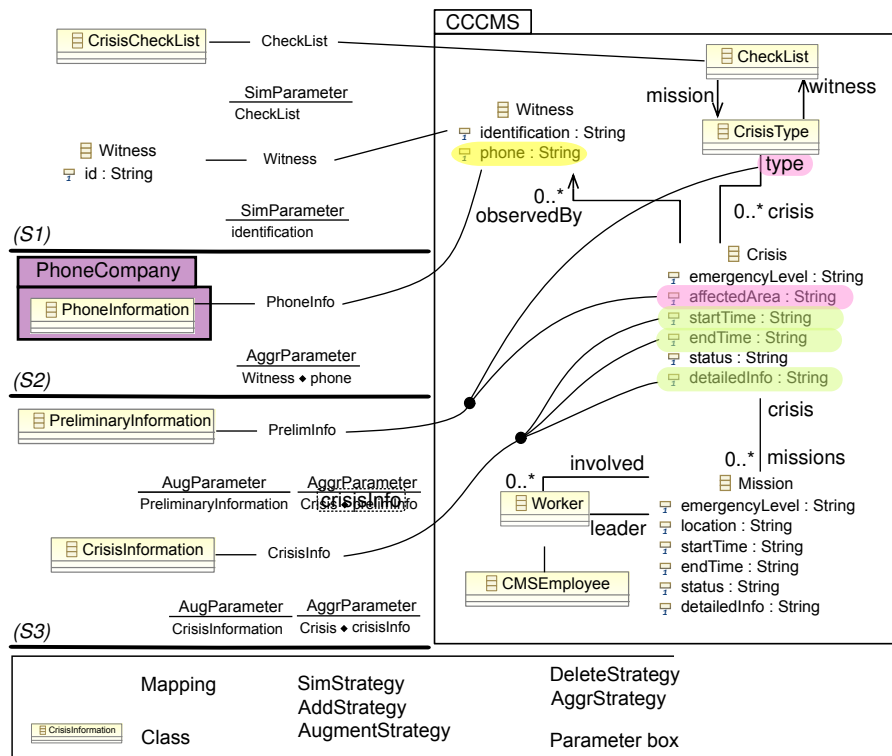 CCCMS
CrisisCheckList
CheckList
CheckList
SimParameter
CheckList
mission
witness
Witness
identification : String
phone : String
CrisisType
type
Witness
id : String
Witness
0..*
observedBy
0..* crisis
SimParameter
identification
(S1)
PhoneCompany
PhoneInformation
PhoneInfo
Crisis
emergencyLevel : String
affectedArea : String
startTime : String
endTime : String
status : String
detailedInfo : String
AggrParameter
Witness ◆ phone
(S2)
PreliminaryInformation
PrelimInfo
crisis
0..* missions
AugParameter
PreliminaryInformation
AggrParameter
Crisis ◆ prelimInfo
crisisInfo
involved
0..*
Worker
leader
Mission
emergencyLevel : String
location : String
startTime : String
endTime : String
status : String
detailedInfo : String
CrisisInformation
CrisisInfo
CMSEmployee
AugParameter
CrisisInformation
AggrParameter
Crisis ◆ crisisInfo
(S3)
Mapping
SimStrategy
DeleteStrategy
AddStrategy
AggrStrategy
CrisisInformation
Class
AugmentStrategy
Parameter box